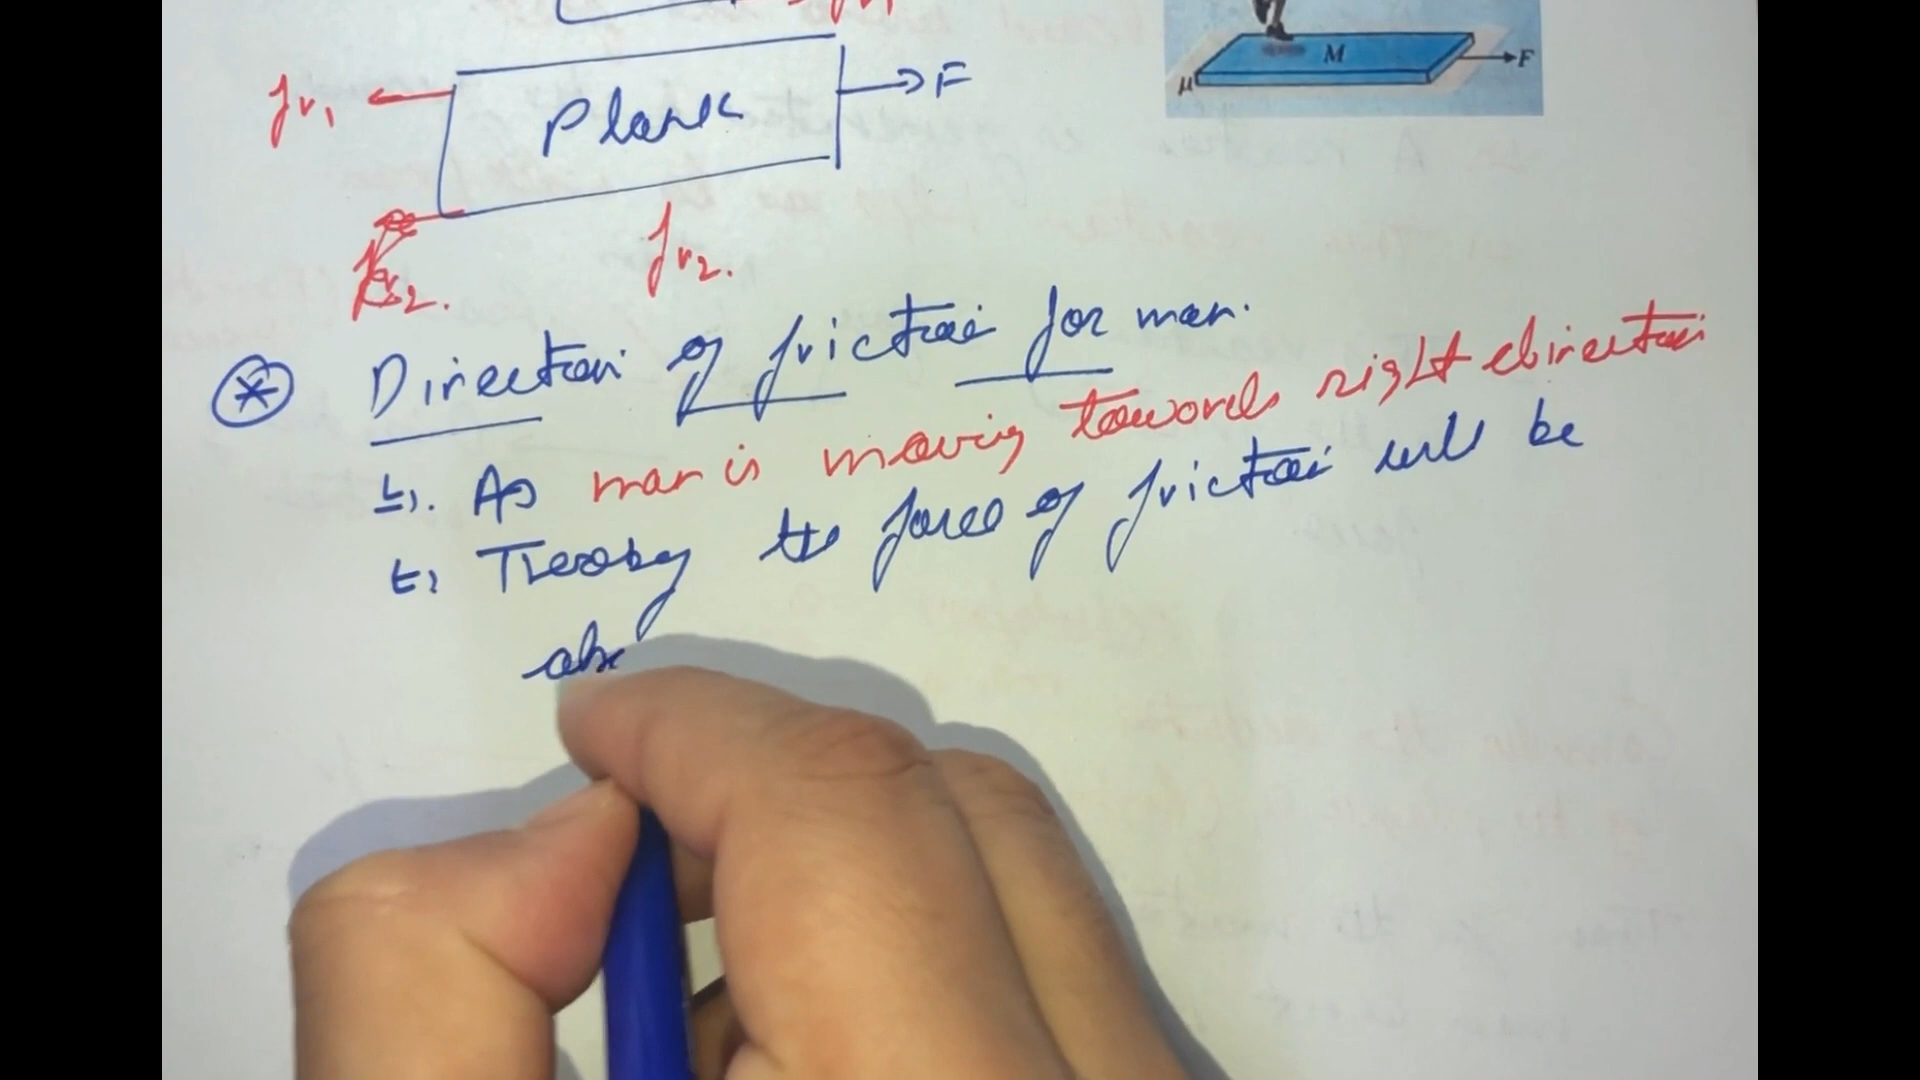 M
F
μ
fr1
Plank
F
fr2.
fr2.
* Direction of friction for man.
↳. As man is moving towards right direction
↳ Thereby the force of friction will be